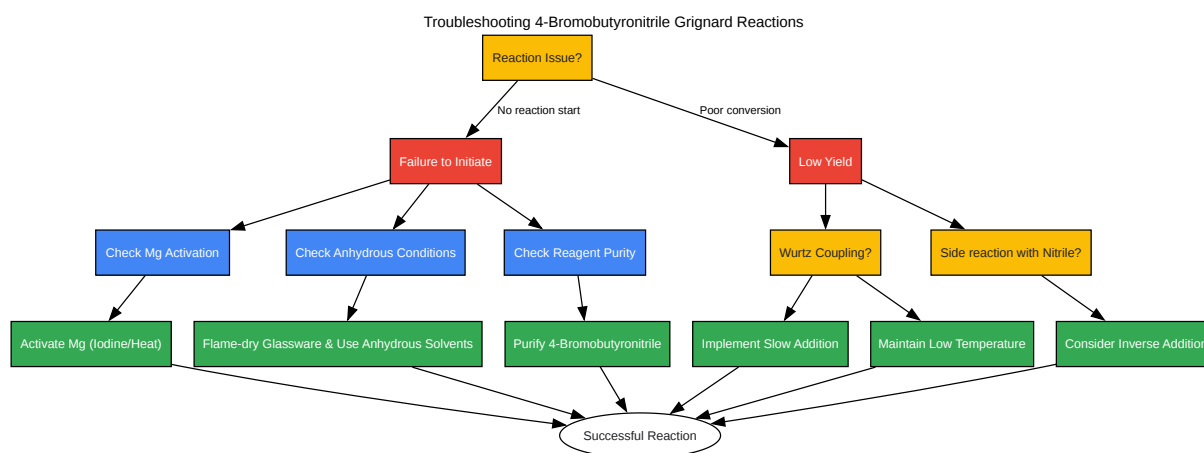 Troubleshooting 4-Bromobutyronitrile Grignard Reactions
Reaction Issue?
No reaction start
Poor conversion
Failure to Initiate
Low Yield
Check Mg Activation
Check Anhydrous Conditions
Check Reagent Purity
Wurtz Coupling?
Side reaction with Nitrile?
Activate Mg (Iodine/Heat)
Flame-dry Glassware & Use Anhydrous Solvents
Purify 4-Bromobutyronitrile
Implement Slow Addition
Maintain Low Temperature
Consider Inverse Addition
Successful Reaction